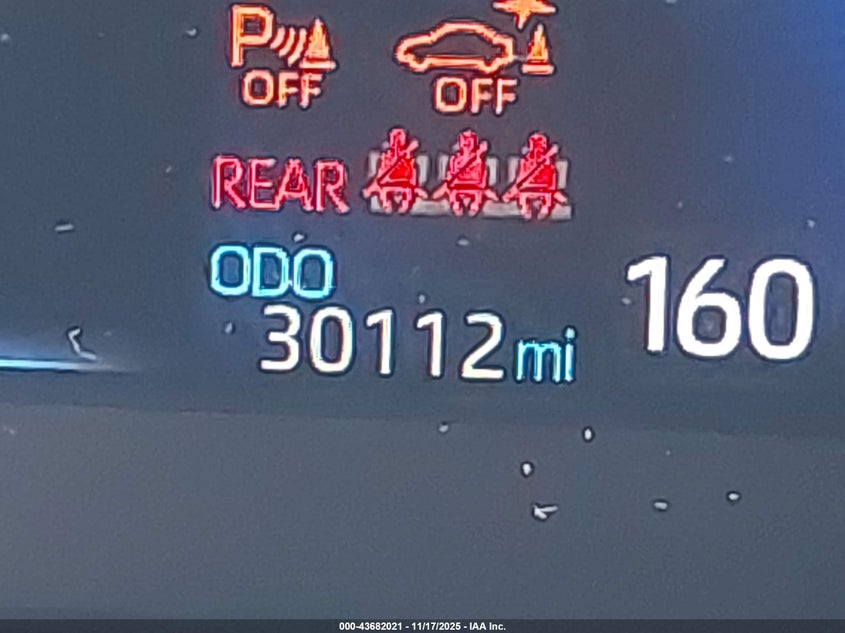 P
OFF
OFF
REAR
ODO
30112mi
160
000-43682021 - 11/17/2025 - IAA Inc.